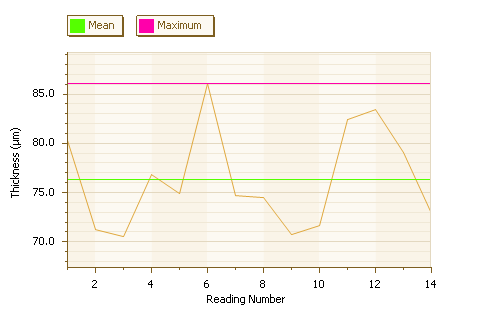 Mean Maximum
85.0
80.0
75.0
70.0
Thickness (µm)
2 4 6 8 10 12 14
Reading Number